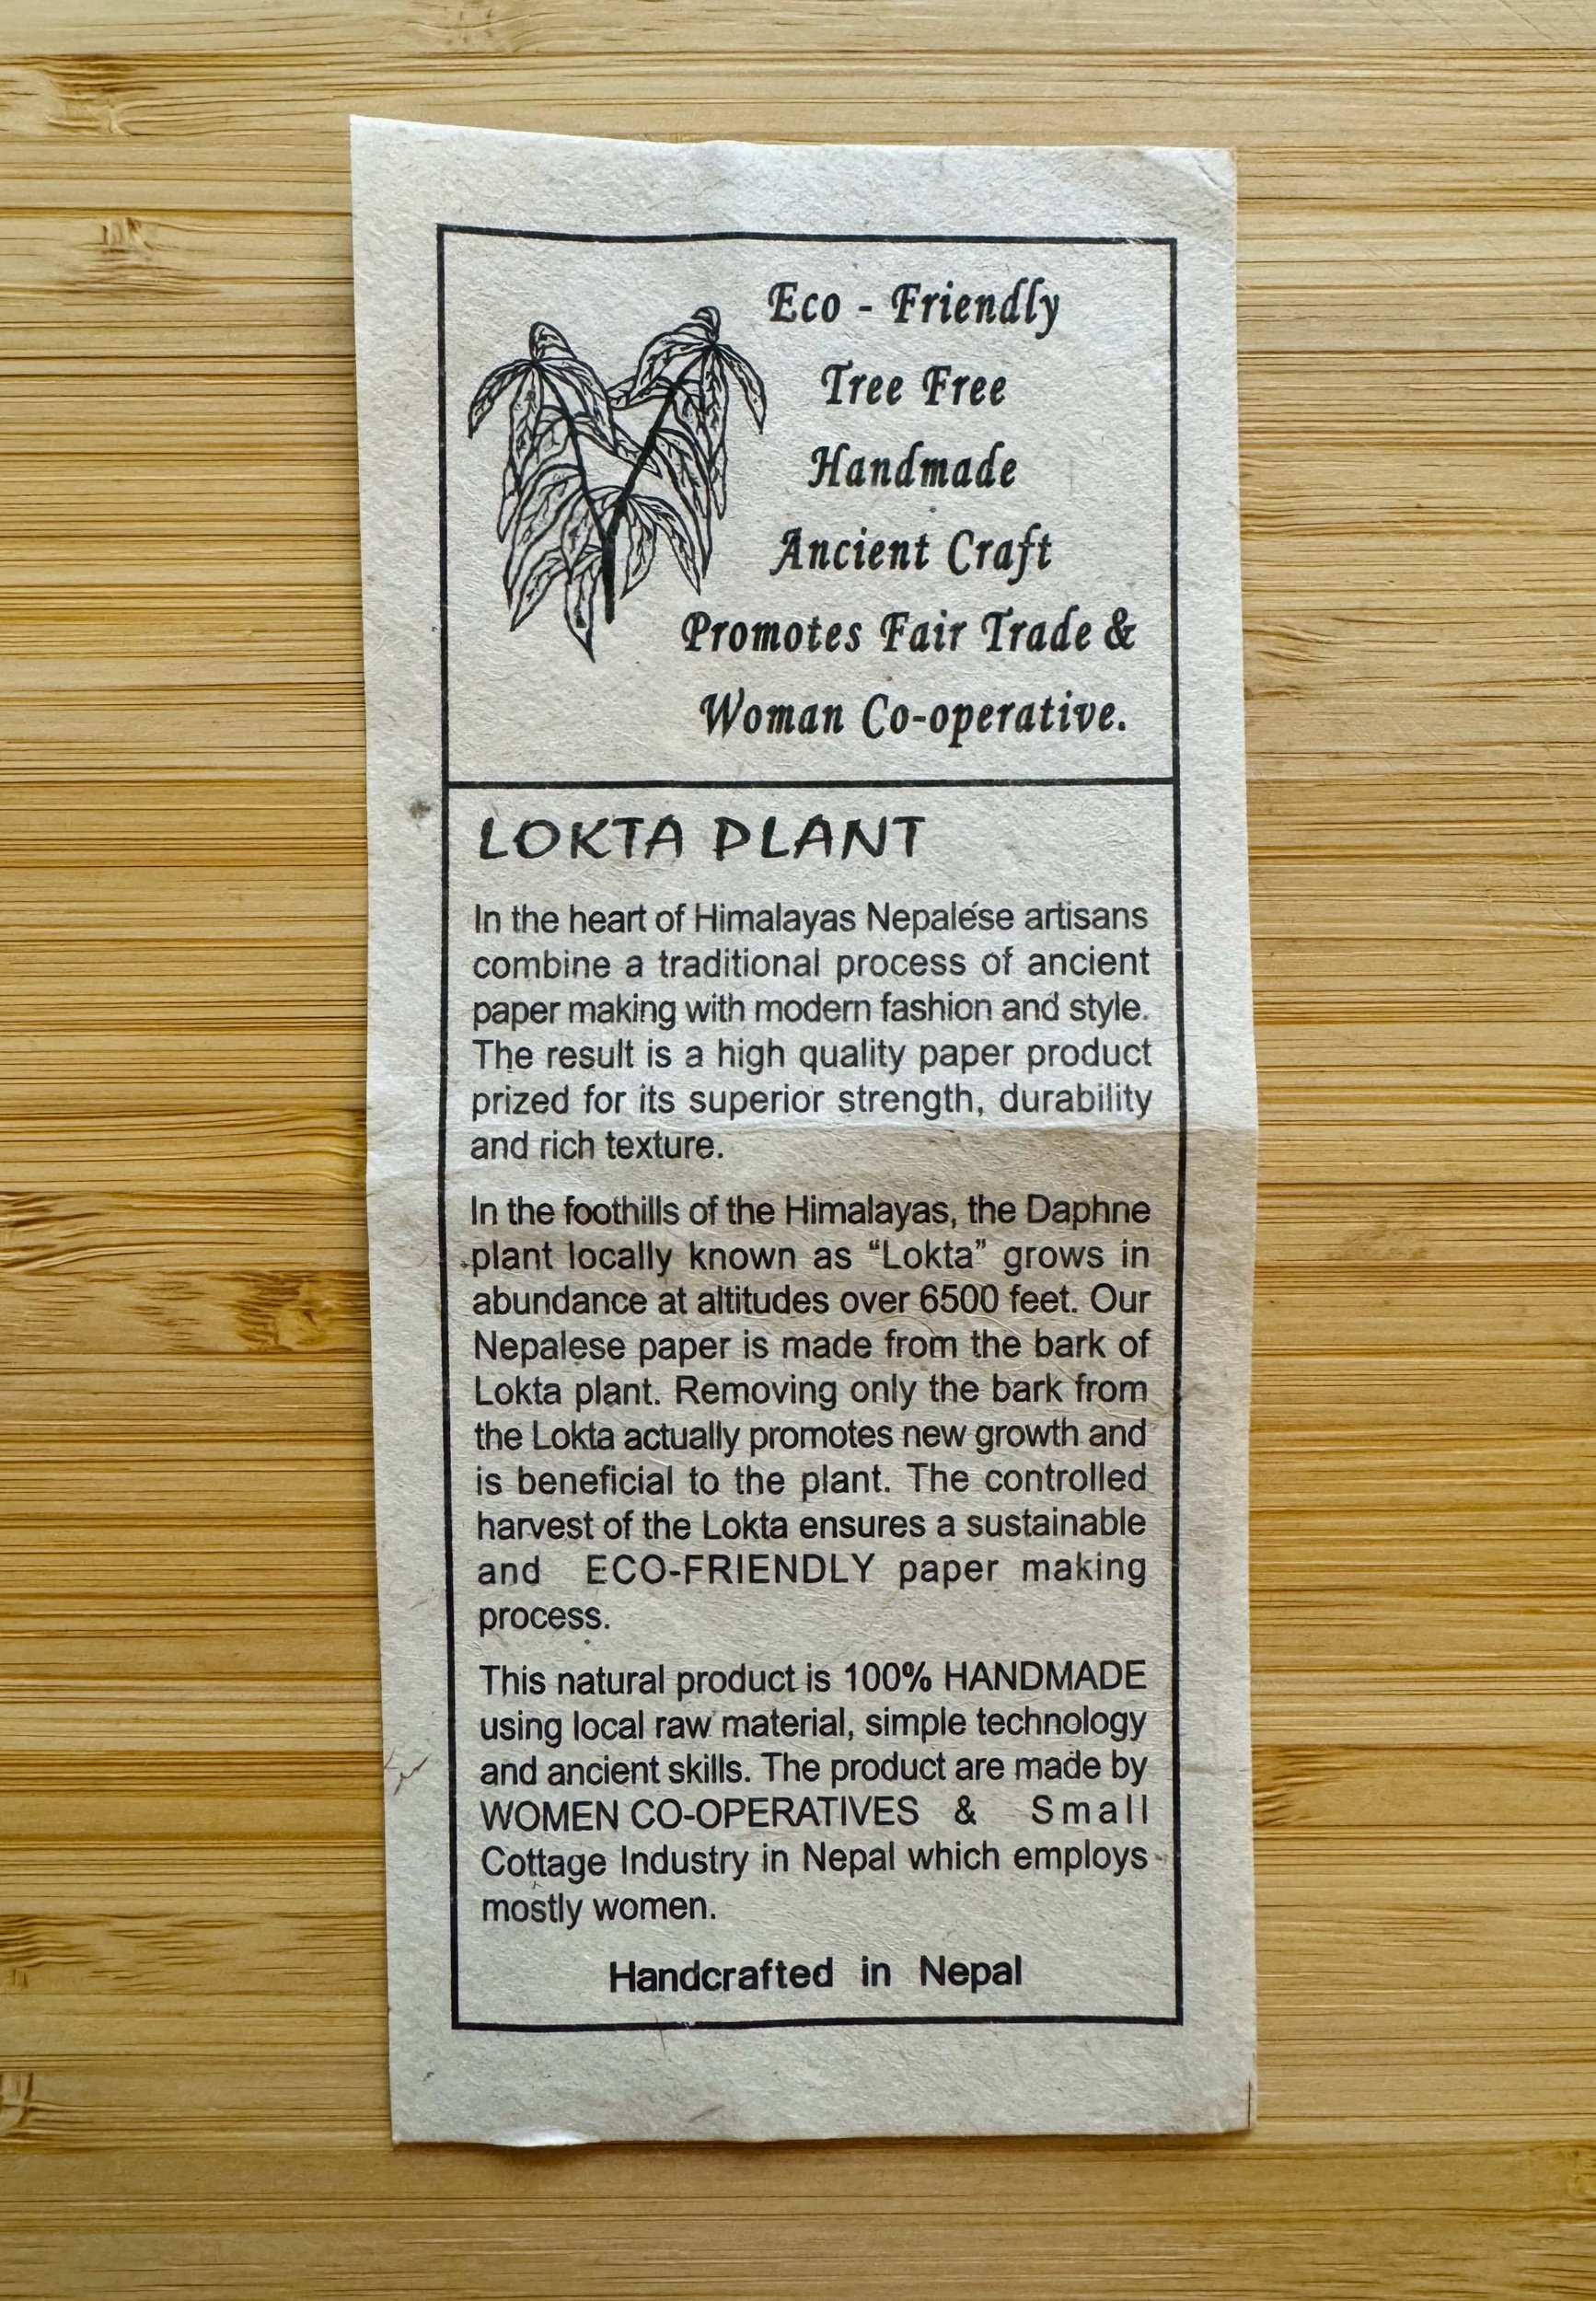 Eco - Friendly
Tree Free
Handmade
Ancient Craft
Promotes Fair Trade &
Woman Co-operative.
LOKTA PLANT
In the heart of Himalayas Nepalese artisans
combine a traditional process of ancient
paper making with modern fashion and style.
The result is a high quality paper product
prized for its superior strength, durability
and rich texture.
In the foothills of the Himalayas, the Daphne
plant locally known as “Lokta” grows in
abundance at altitudes over 6500 feet. Our
Nepalese paper is made from the bark of
Lokta plant. Removing only the bark from
the Lokta actually promotes new growth and
is beneficial to the plant. The controlled
harvest of the Lokta ensures a sustainable
and ECO-FRIENDLY paper making
process.
This natural product is 100% HANDMADE
using local raw material, simple technology
and ancient skills. The product are made by
WOMEN CO-OPERATIVES & Small
Cottage Industry in Nepal which employs
mostly women.
Handcrafted in Nepal